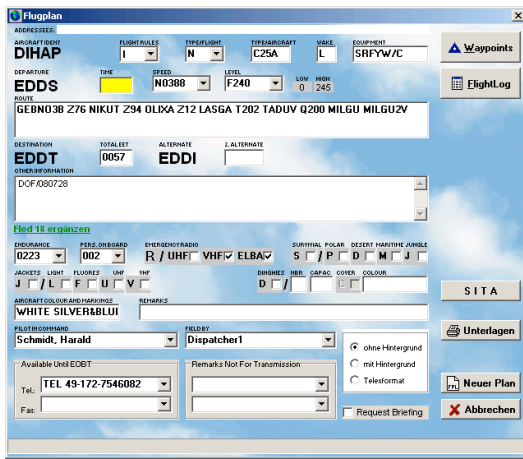 Flugplan
ADDRESSEES:
AIRCRAFT IDENT FLIGHT RULES TYPE/FLIGHT TYPE/AIRCRAFT WAKE EQUIPMENT
DIHAP I N C25A L SRFYW/C
Waypoints
DEPARTURE TIME SPEED LEVEL LOW HIGH
EDDS N0388 F240 0 245
FlightLog
ROUTE
GEBNO3B Z76 NIKUT Z94 OLIXA Z12 LASGA T202 TADUV Q200 MILGU MILGU2V
DESTINATION TOTAL EET ALTERNATE 2. ALTERNATE
EDDT 0057 EDDI
OTHER INFORMATION
DOF/080728
Fled 18 ergänzen
ENDURANCE PERS. ON BOARD EMERGENCY RADIO SURVIVAL POLAR DESERT MARITIME JUNGLE
0223 002 R / UHF VHF ELBA S / P D M J
JACKETS LIGHT FLUORES UHF VHF DINGHIES NBR CAPAC COVER COLOUR
J / L F U V D / C
AIRCRAFT COLOUR AND MARKINGS REMARKS
WHITE SILVER&BLUI
SITA
PILOT IN COMMAND FIELD BY
Schmidt, Harald Dispatcher1
Unterlagen
ohne Hintergrund
mit Hintergrund
Telexformat
Available Until EOBT Remarks Not For Transmission
Tel.: TEL 49-172-7546082
Fax:
Request Briefing
FPL Neuer Plan
Abbrechen